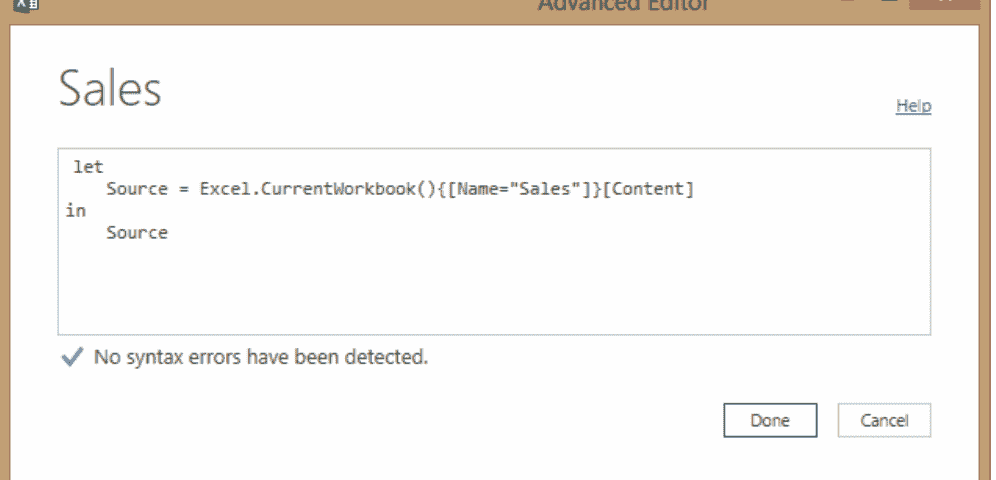 Advanced Editor
Sales
Help
let
    Source = Excel.CurrentWorkbook(){[Name="Sales"]}[Content]
in
    Source
No syntax errors have been detected.
Done
Cancel